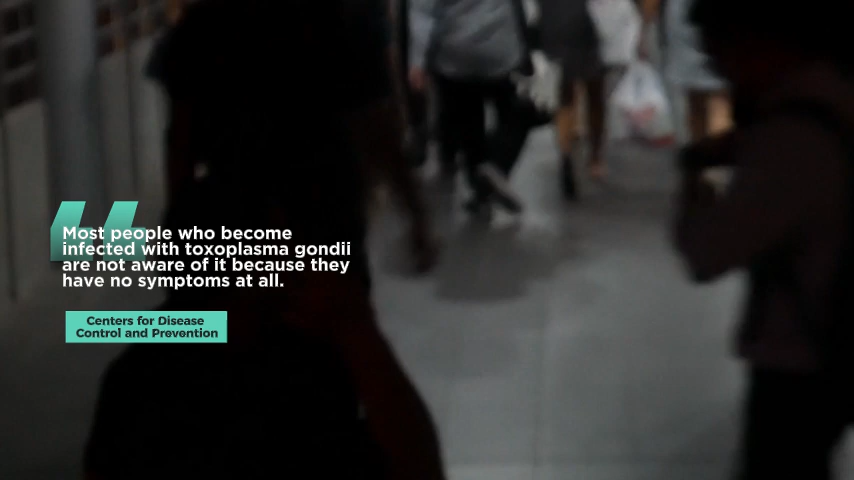 Most people who become
infected with toxoplasma gondii
are not aware of it because they
have no symptoms at all.
Centers for Disease
Control and Prevention